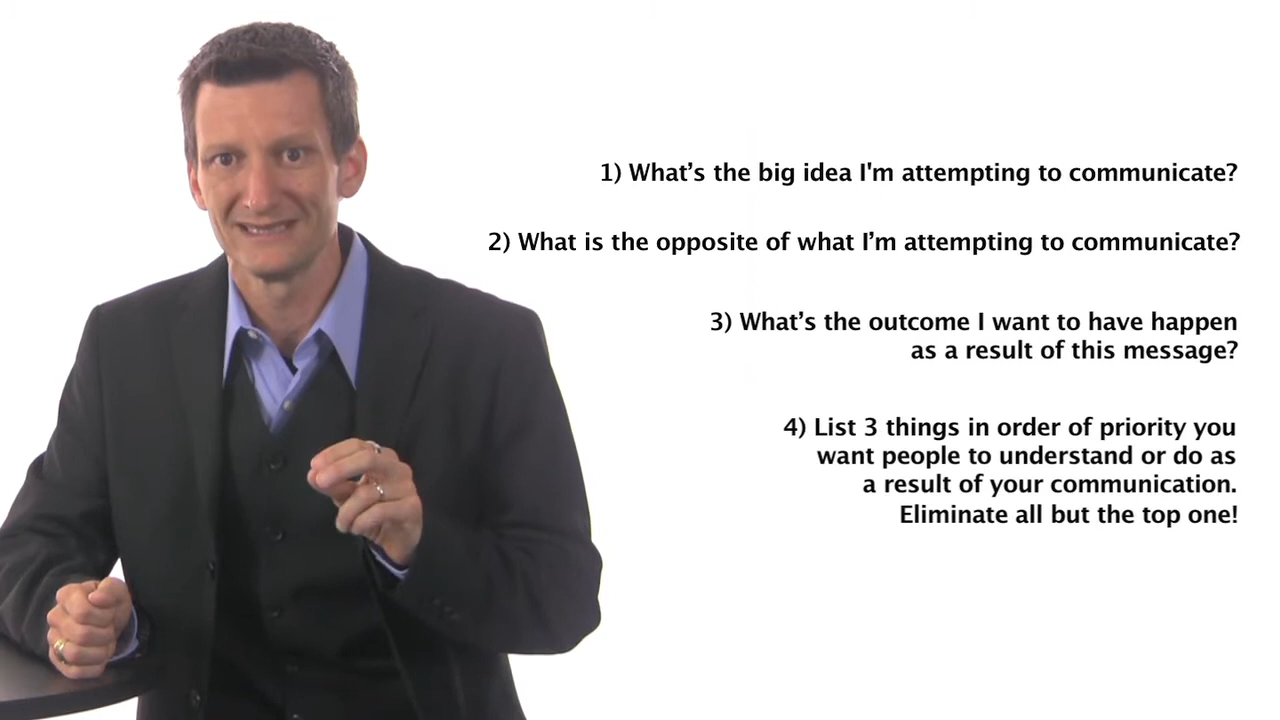 1) What’s the big idea I'm attempting to communicate?
2) What is the opposite of what I’m attempting to communicate?
3) What’s the outcome I want to have happen
as a result of this message?
4) List 3 things in order of priority you
want people to understand or do as
a result of your communication.
Eliminate all but the top one!